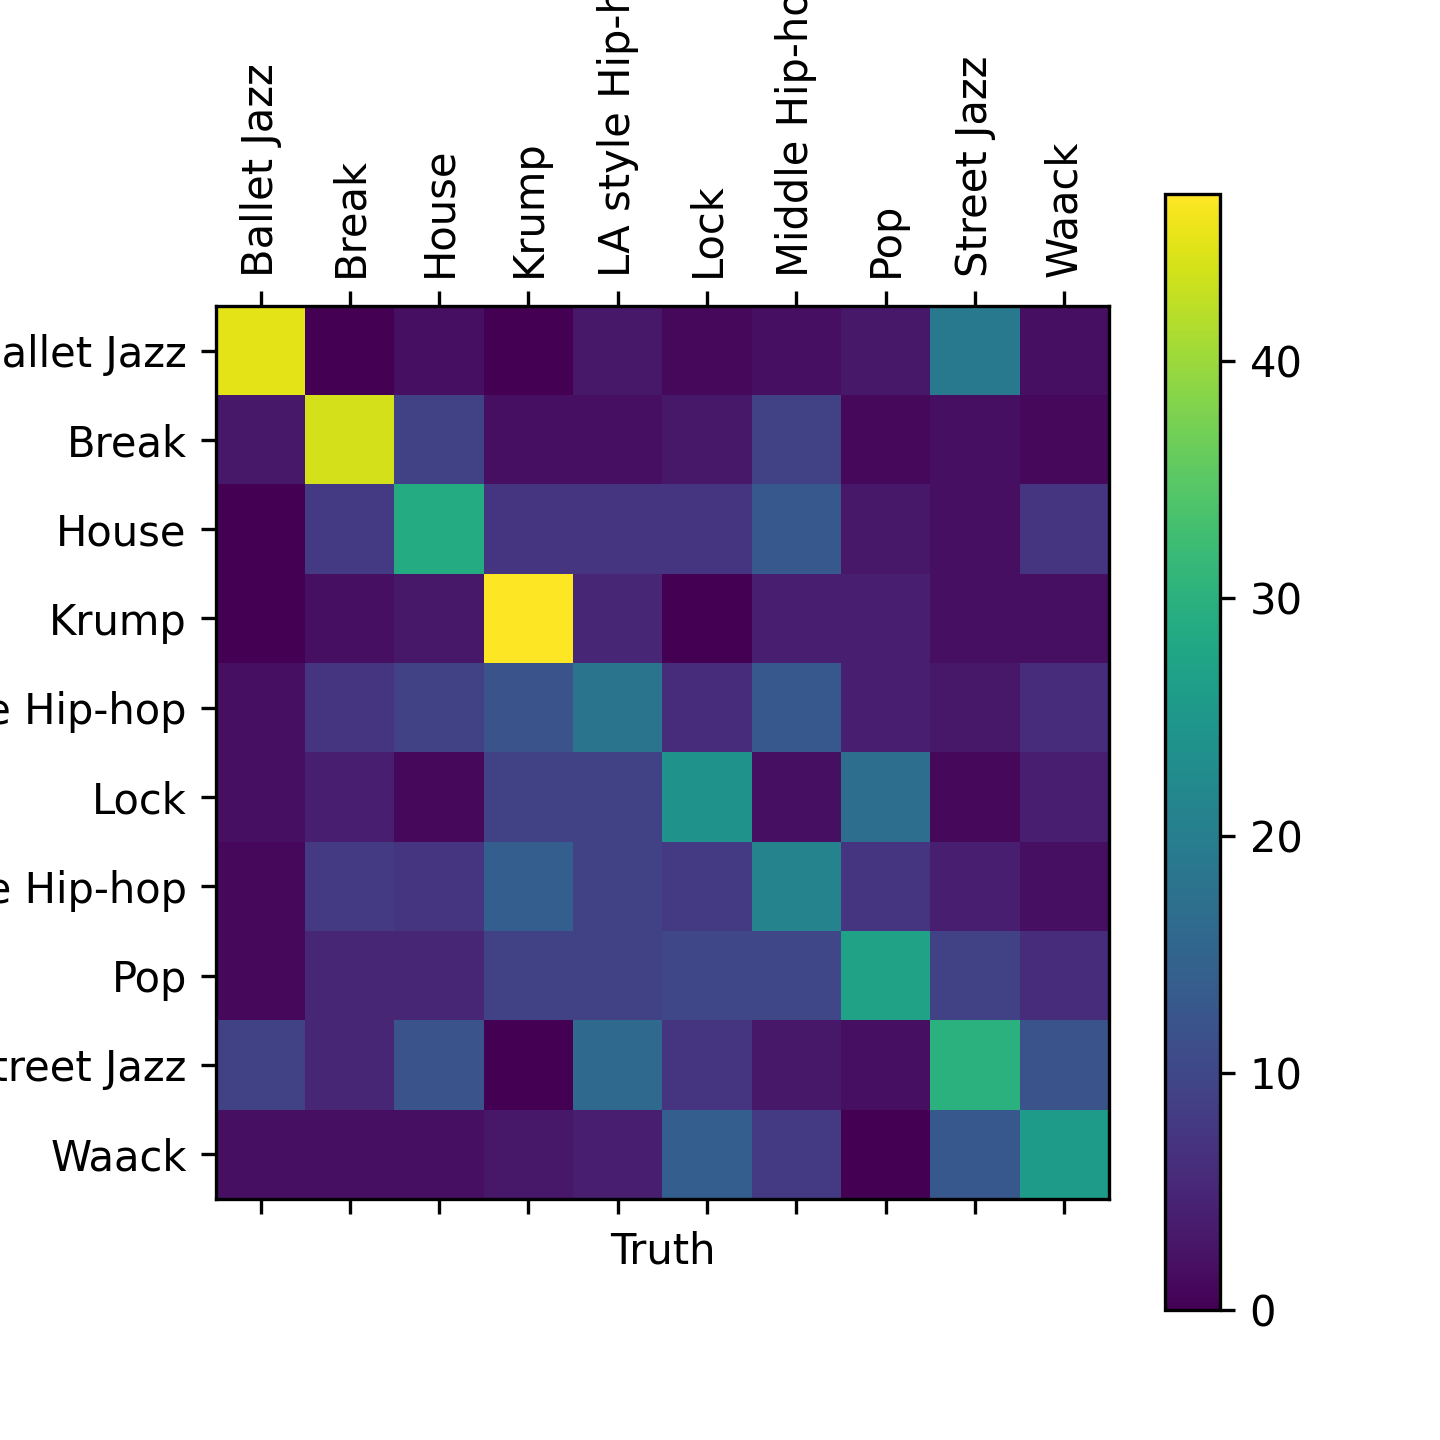 Ballet Jazz
Break
House
Krump
LA style Hip-h
Lock
Middle Hip-ho
Pop
Street Jazz
Waack
allet Jazz
Break
House
Krump
e Hip-hop
Lock
e Hip-hop
Pop
treet Jazz
Waack
Truth
40
30
20
10
0